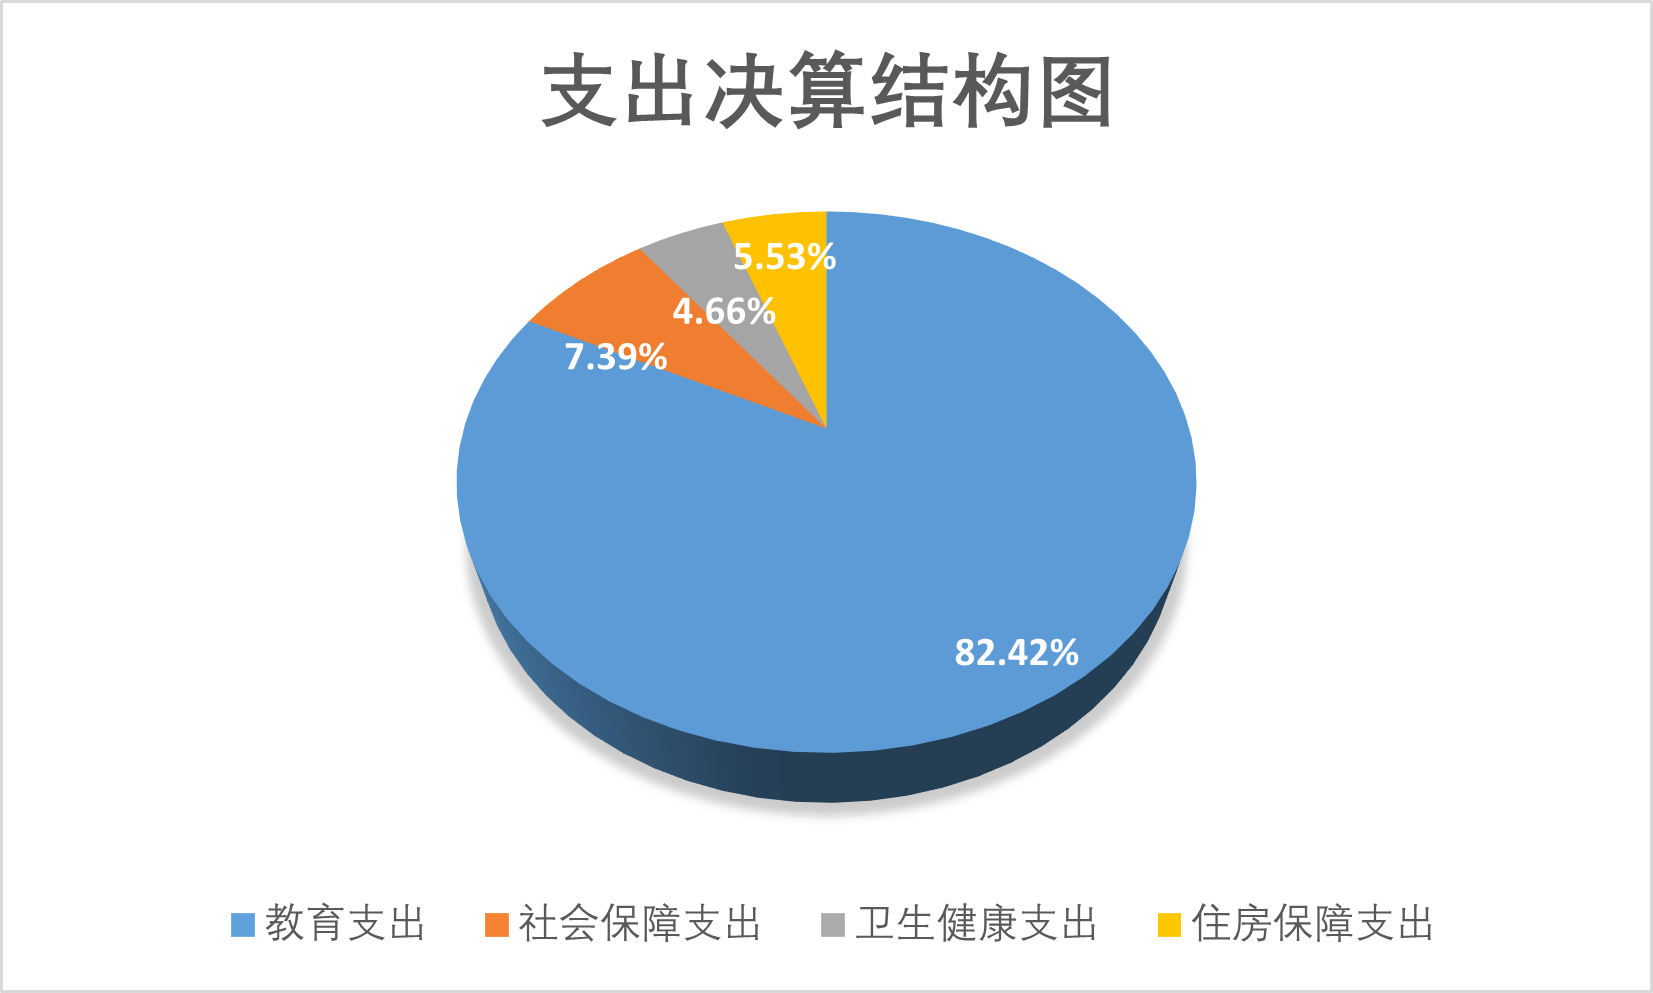 支出决算结构图
5.53%
4.66%
7.39%
82.42%
教育支出 社会保障支出 卫生健康支出 住房保障支出